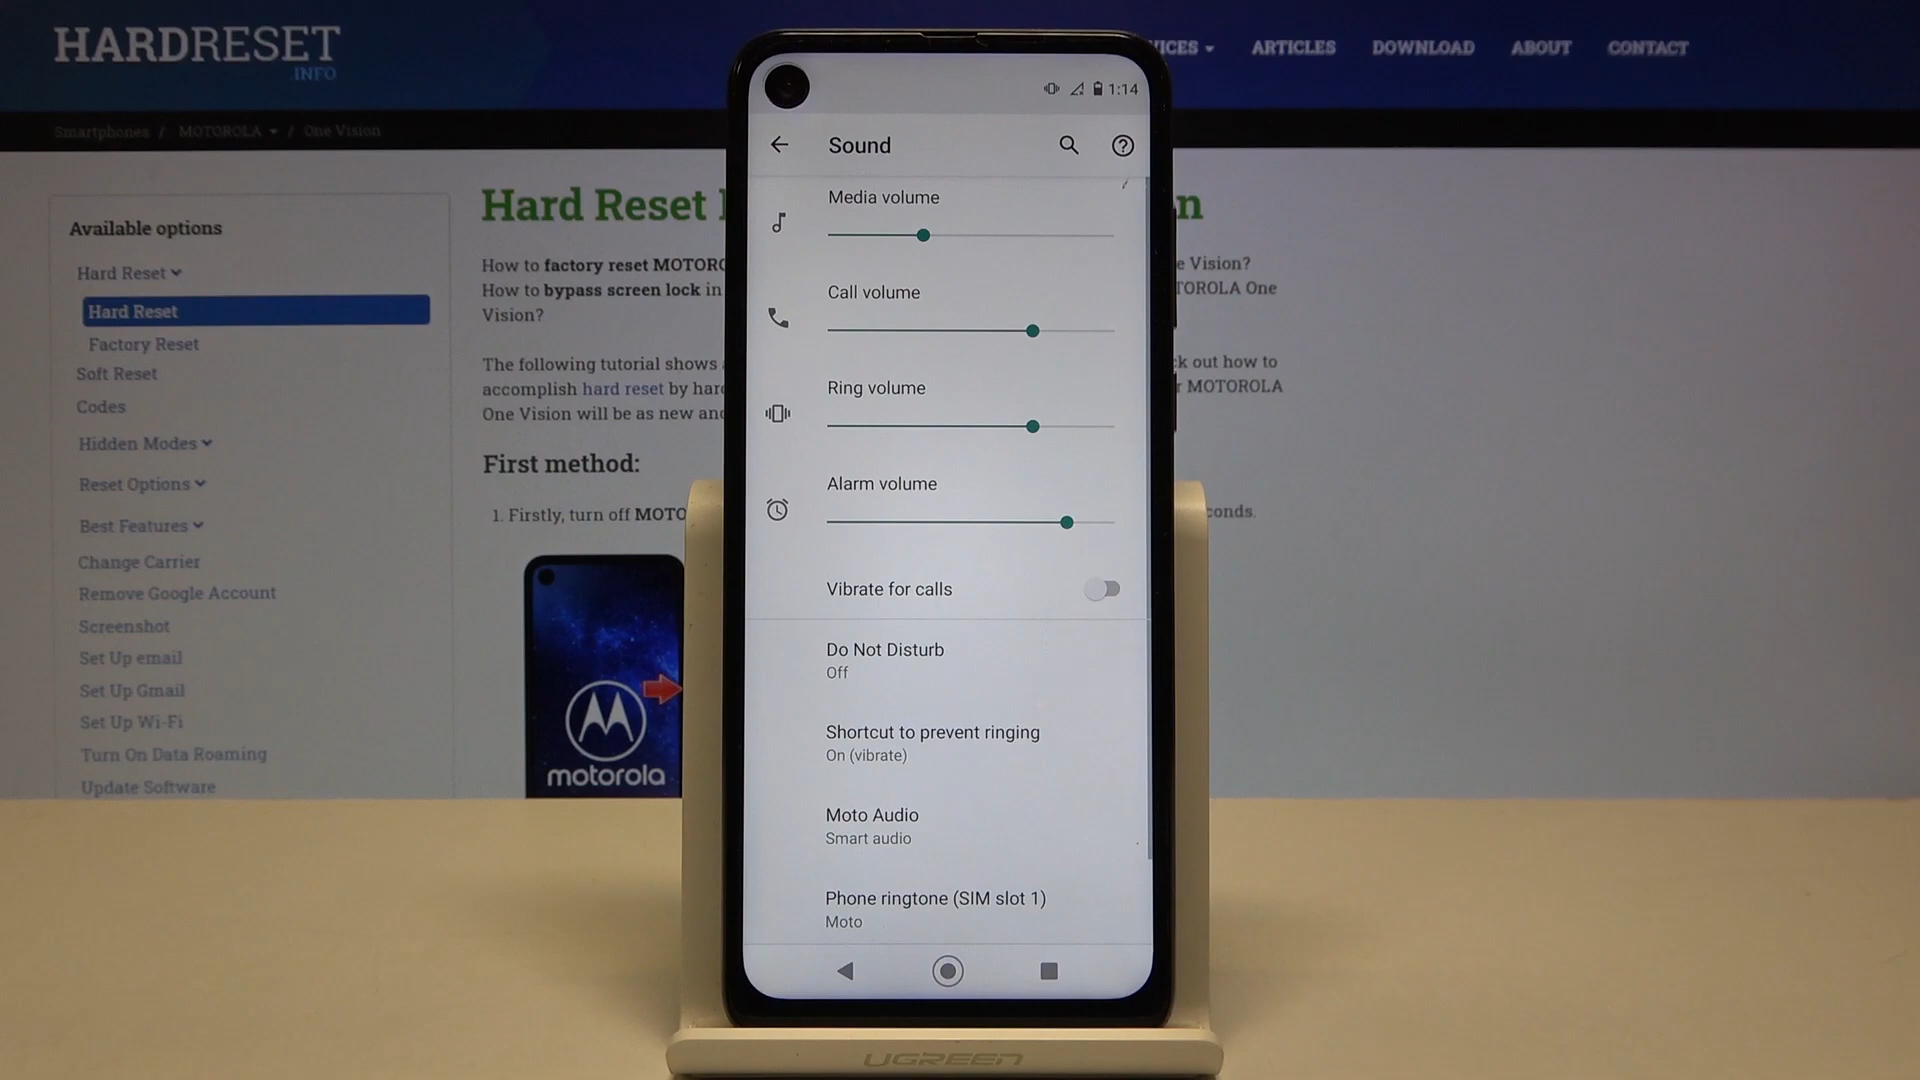 HARDRESET
.INFO
VICES
ARTICLES
DOWNLOAD
ABOUT
CONTACT
Smartphones / MOTOROLA / One Vision
Available options
Hard Reset
Hard Reset
Factory Reset
Soft Reset
Codes
Hidden Modes
Reset Options
Best Features
Change Carrier
Remove Google Account
Screenshot
Set Up email
Set Up Gmail
Set Up Wi-Fi
Turn On Data Roaming
Update Software
Hard Reset
n
How to factory reset MOTORO
e Vision?
How to bypass screen lock in
TOROLA One
Vision?
The following tutorial shows
ck out how to
accomplish hard reset by har
r MOTOROLA
One Vision will be as new and
First method:
1. Firstly, turn off MOTO
conds.
motorola
1:14
Sound
Media volume
Call volume
Ring volume
Alarm volume
Vibrate for calls
Do Not Disturb
Off
Shortcut to prevent ringing
On (vibrate)
Moto Audio
Smart audio
Phone ringtone (SIM slot 1)
Moto
UGREEN